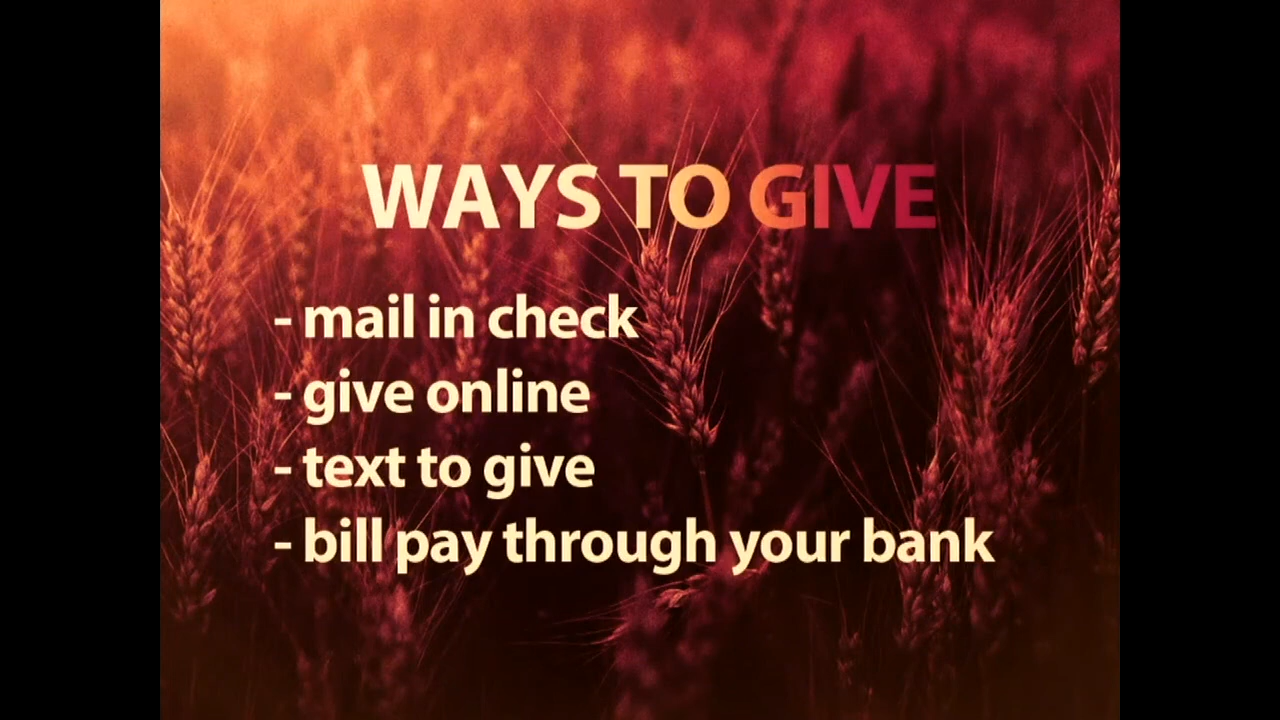 WAYS TO GIVE
- mail in check
- give online
- text to give
- bill pay through your bank